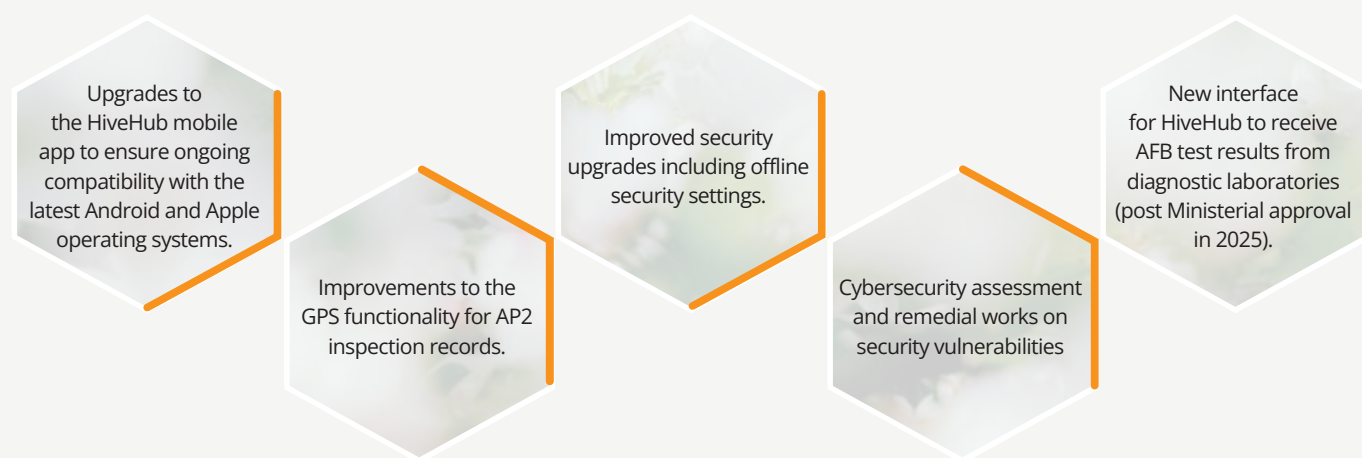 Upgrades to
the HiveHub mobile
app to ensure ongoing
compatibility with the
latest Android and Apple
operating systems.
Improvements to the
GPS functionality for AP2
inspection records.
Improved security
upgrades including offline
security settings.
Cybersecurity assessment
and remedial works on
security vulnerabilities
New interface
for HiveHub to receive
AFB test results from
diagnostic laboratories
(post Ministerial approval
in 2025).